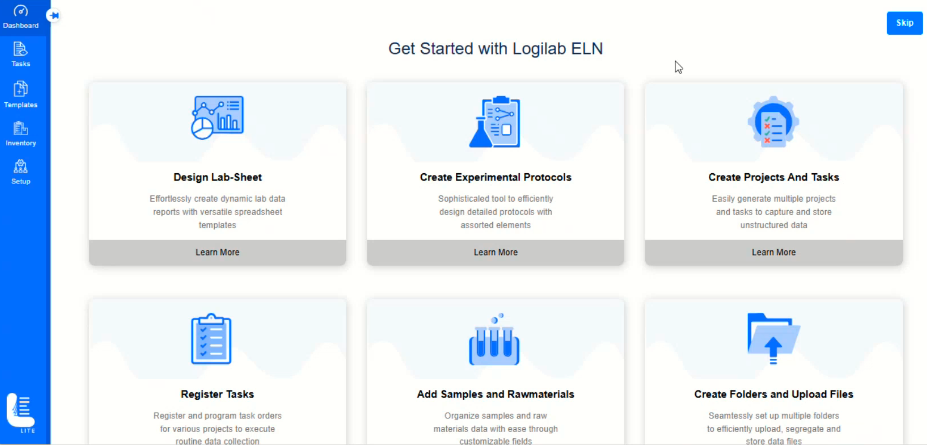 Dashboard
Skip
Get Started with Logilab ELN
Tasks
Templates
Inventory
Setup
Design Lab-Sheet
Effortlessly create dynamic lab data
reports with versatile spreadsheet
templates
Learn More
Create Experimental Protocols
Sophisticaled tool to efficiently
design detailed protocols with
assorted elements
Learn More
Create Projects And Tasks
Easily generate multiple projects
and tasks to capture and store
unstructured data
Learn More
Register Tasks
Register and program task orders
for various projects to execute
routine data collection
Add Samples and Rawmaterials
Organize samples and raw
materials data with ease through
customizable fields
Create Folders and Upload Files
Seamtessly set up multiple folders
to efficiently upload, segregate and
store data files
LITE